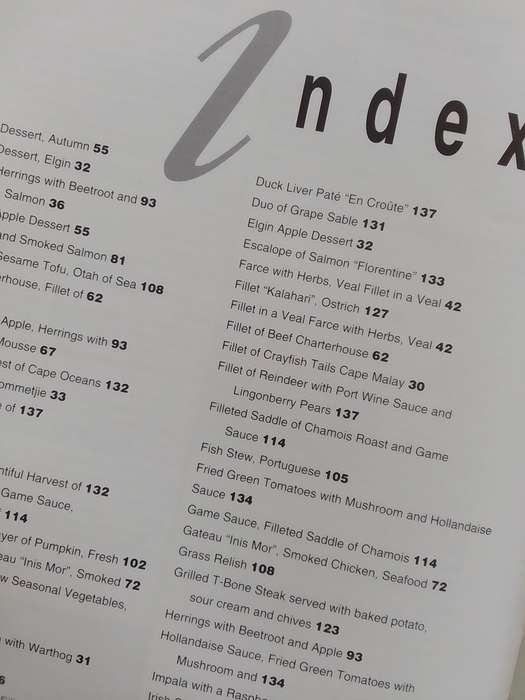 Index
Dessert, Autumn 55
Dessert, Elgin 32
Herrings with Beetroot and 93
Salmon 36
Apple Dessert 55
and Smoked Salmon 81
Sesame Tofu, Otah of Sea 108
Fillet of 62
Apple, Herrings with 93
Mousse 67
of Cape Oceans 132
33
of 137
Harvest of 132
Game Sauce,
114
of Pumpkin, Fresh 102
"Inis Mor", Smoked 72
Seasonal Vegetables,
with Warthog 31
Duck Liver Paté "En Croûte" 137
Duo of Grape Sable 131
Elgin Apple Dessert 32
Escalope of Salmon "Florentine" 133
Farce with Herbs, Veal Fillet in a Veal 42
Fillet "Kalahari", Ostrich 127
Fillet in a Veal Farce with Herbs, Veal 42
Fillet of Beef Charterhouse 62
Fillet of Crayfish Tails Cape Malay 30
Fillet of Reindeer with Port Wine Sauce and
Lingonberry Pears 137
Filleted Saddle of Chamois Roast and Game
Sauce 114
Fish Stew, Portuguese 105
Fried Green Tomatoes with Mushroom and Hollandaise
Sauce 134
Game Sauce, Filleted Saddle of Chamois 114
Gateau "Inis Mor", Smoked Chicken, Seafood 72
Grass Relish 108
Grilled T-Bone Steak served with baked potato,
sour cream and chives 123
Herrings with Beetroot and Apple 93
Hollandaise Sauce, Fried Green Tomatoes with
Mushroom and 134
Impala with a